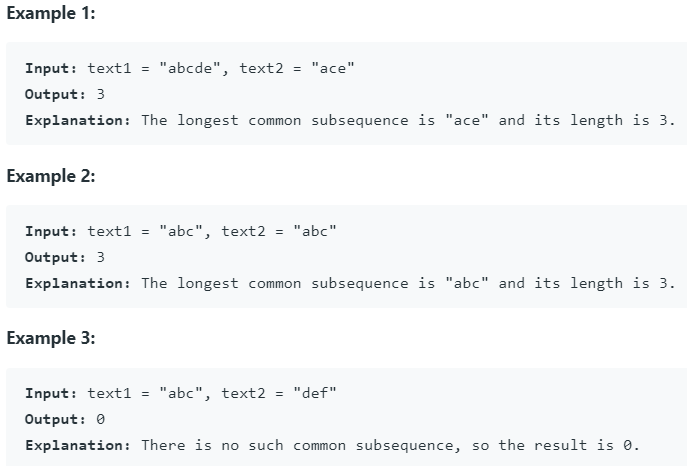 Example 1:
Input: text1 = "abcde", text2 = "ace"
Output: 3
Explanation: The longest common subsequence is "ace" and its length is 3.
Example 2:
Input: text1 = "abc", text2 = "abc"
Output: 3
Explanation: The longest common subsequence is "abc" and its length is 3.
Example 3:
Input: text1 = "abc", text2 = "def"
Output: 0
Explanation: There is no such common subsequence, so the result is 0.